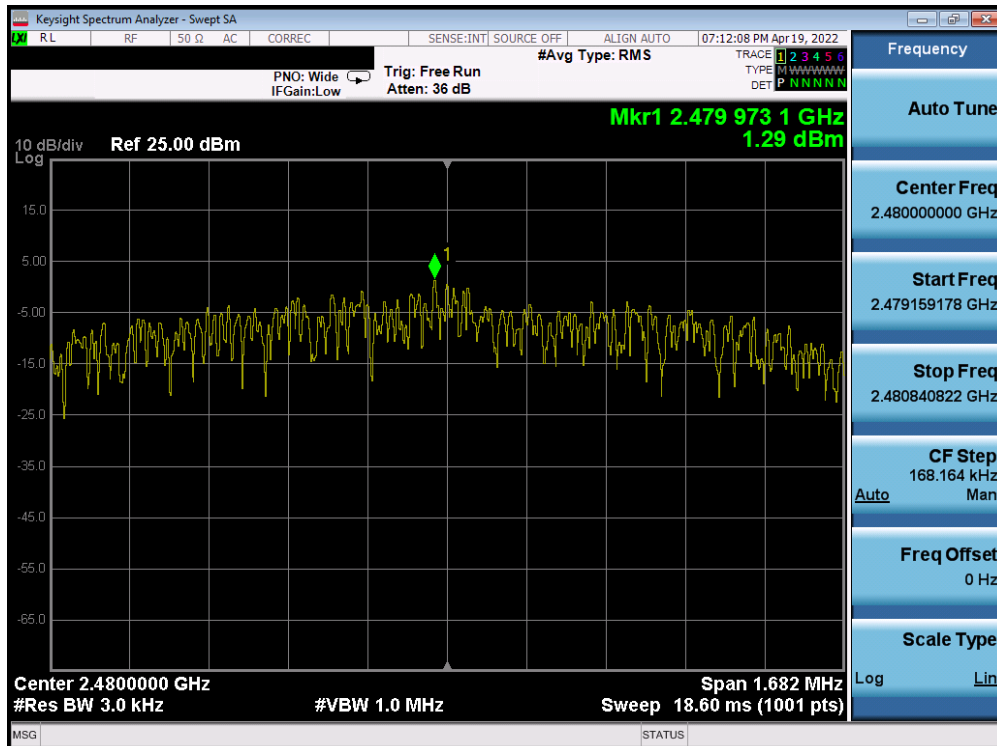 Keysight Spectrum Analyzer - Swept SA
LXI RL RF 50 Ω AC CORREC SENSE:INT SOURCE OFF ALIGN AUTO 07:12:08 PM Apr 19, 2022
#Avg Type: RMS TRACE 1 2 3 4 5 6
PNO: Wide Trig: Free Run TYPE M W W W W W
IFGain:Low Atten: 36 dB DET P N N N N N
Mkr1 2.479 973 1 GHz
1.29 dBm
10 dB/div Ref 25.00 dBm
Log
15.0
5.00
-5.00
-15.0
-25.0
-35.0
-45.0
-55.0
-65.0
1
Center 2.4800000 GHz Span 1.682 MHz
#Res BW 3.0 kHz #VBW 1.0 MHz Sweep 18.60 ms (1001 pts)
MSG STATUS
Frequency
Auto Tune
Center Freq
2.480000000 GHz
Start Freq
2.479159178 GHz
Stop Freq
2.480840822 GHz
CF Step
168.164 kHz
Auto Man
Freq Offset
0 Hz
Scale Type
Log Lin